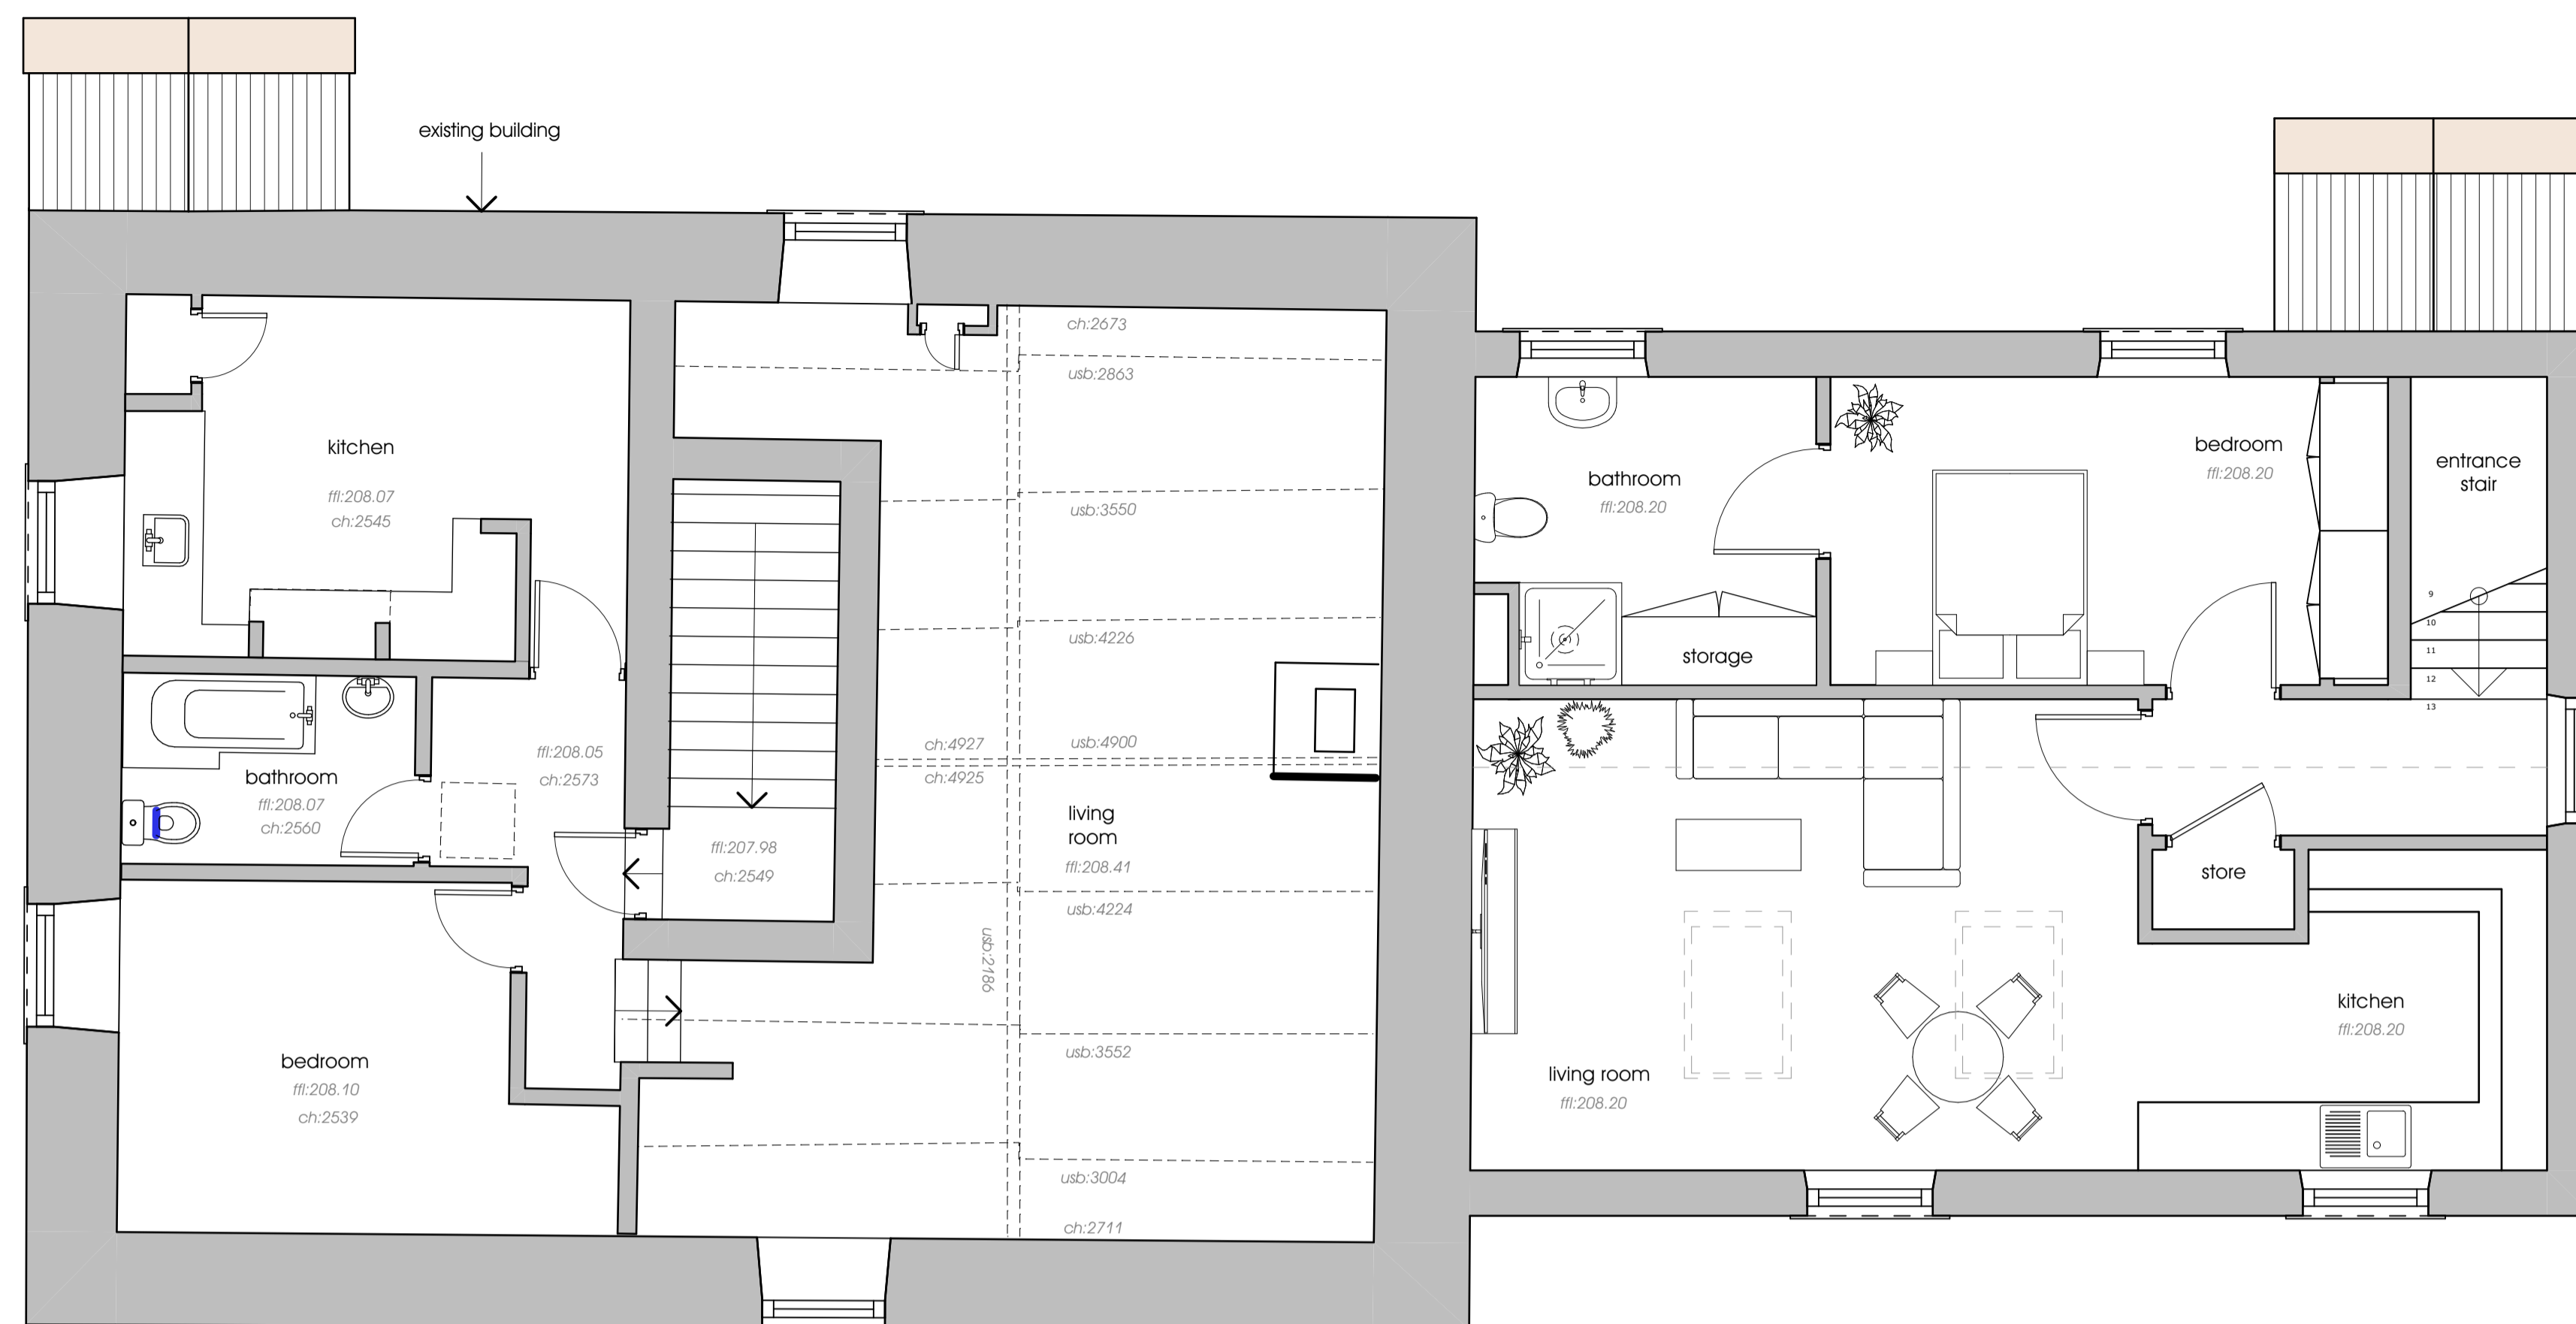 existing building
kitchen
ffl:208.07
ch:2545
bathroom
ffl:208.07
ch:2560
ffl:208.05
ch:2573
bedroom
ffl:208.10
ch:2539
ffl:207.98
ch:2549
ch:2673
usb:2863
usb:3550
usb:4226
ch:4927
usb:4900
ch:4925
living
room
ffl:208.41
usb:4224
usb:2186
usb:3552
usb:3004
ch:2711
bathroom
ffl:208.20
storage
bedroom
ffl:208.20
entrance
stair
9
10
11
12
13
store
kitchen
ffl:208.20
living room
ffl:208.20